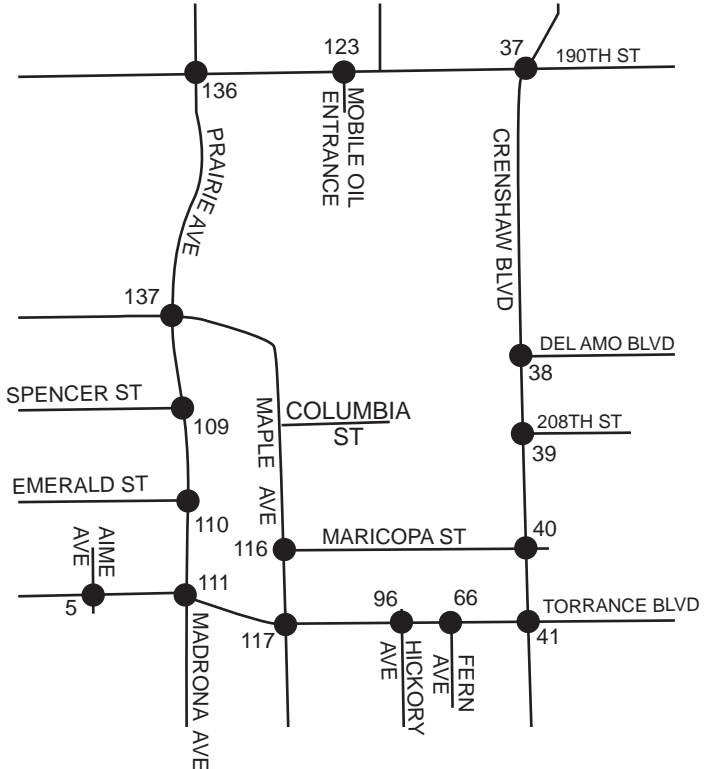 123
37
190TH ST
136
MOBILE OIL
ENTRANCE
PRAIRIE AVE
CRENSHAW BLVD
137
DEL AMO BLVD
38
SPENCER ST
109
MAPLE AVE
COLUMBIA
ST
208TH ST
39
EMERALD ST
110
AIME
AVE
116
MARICOPA ST
40
5
111
96
66
TORRANCE BLVD
117
41
MADRONA AVE
HICKORY
AVE
FERN
AVE